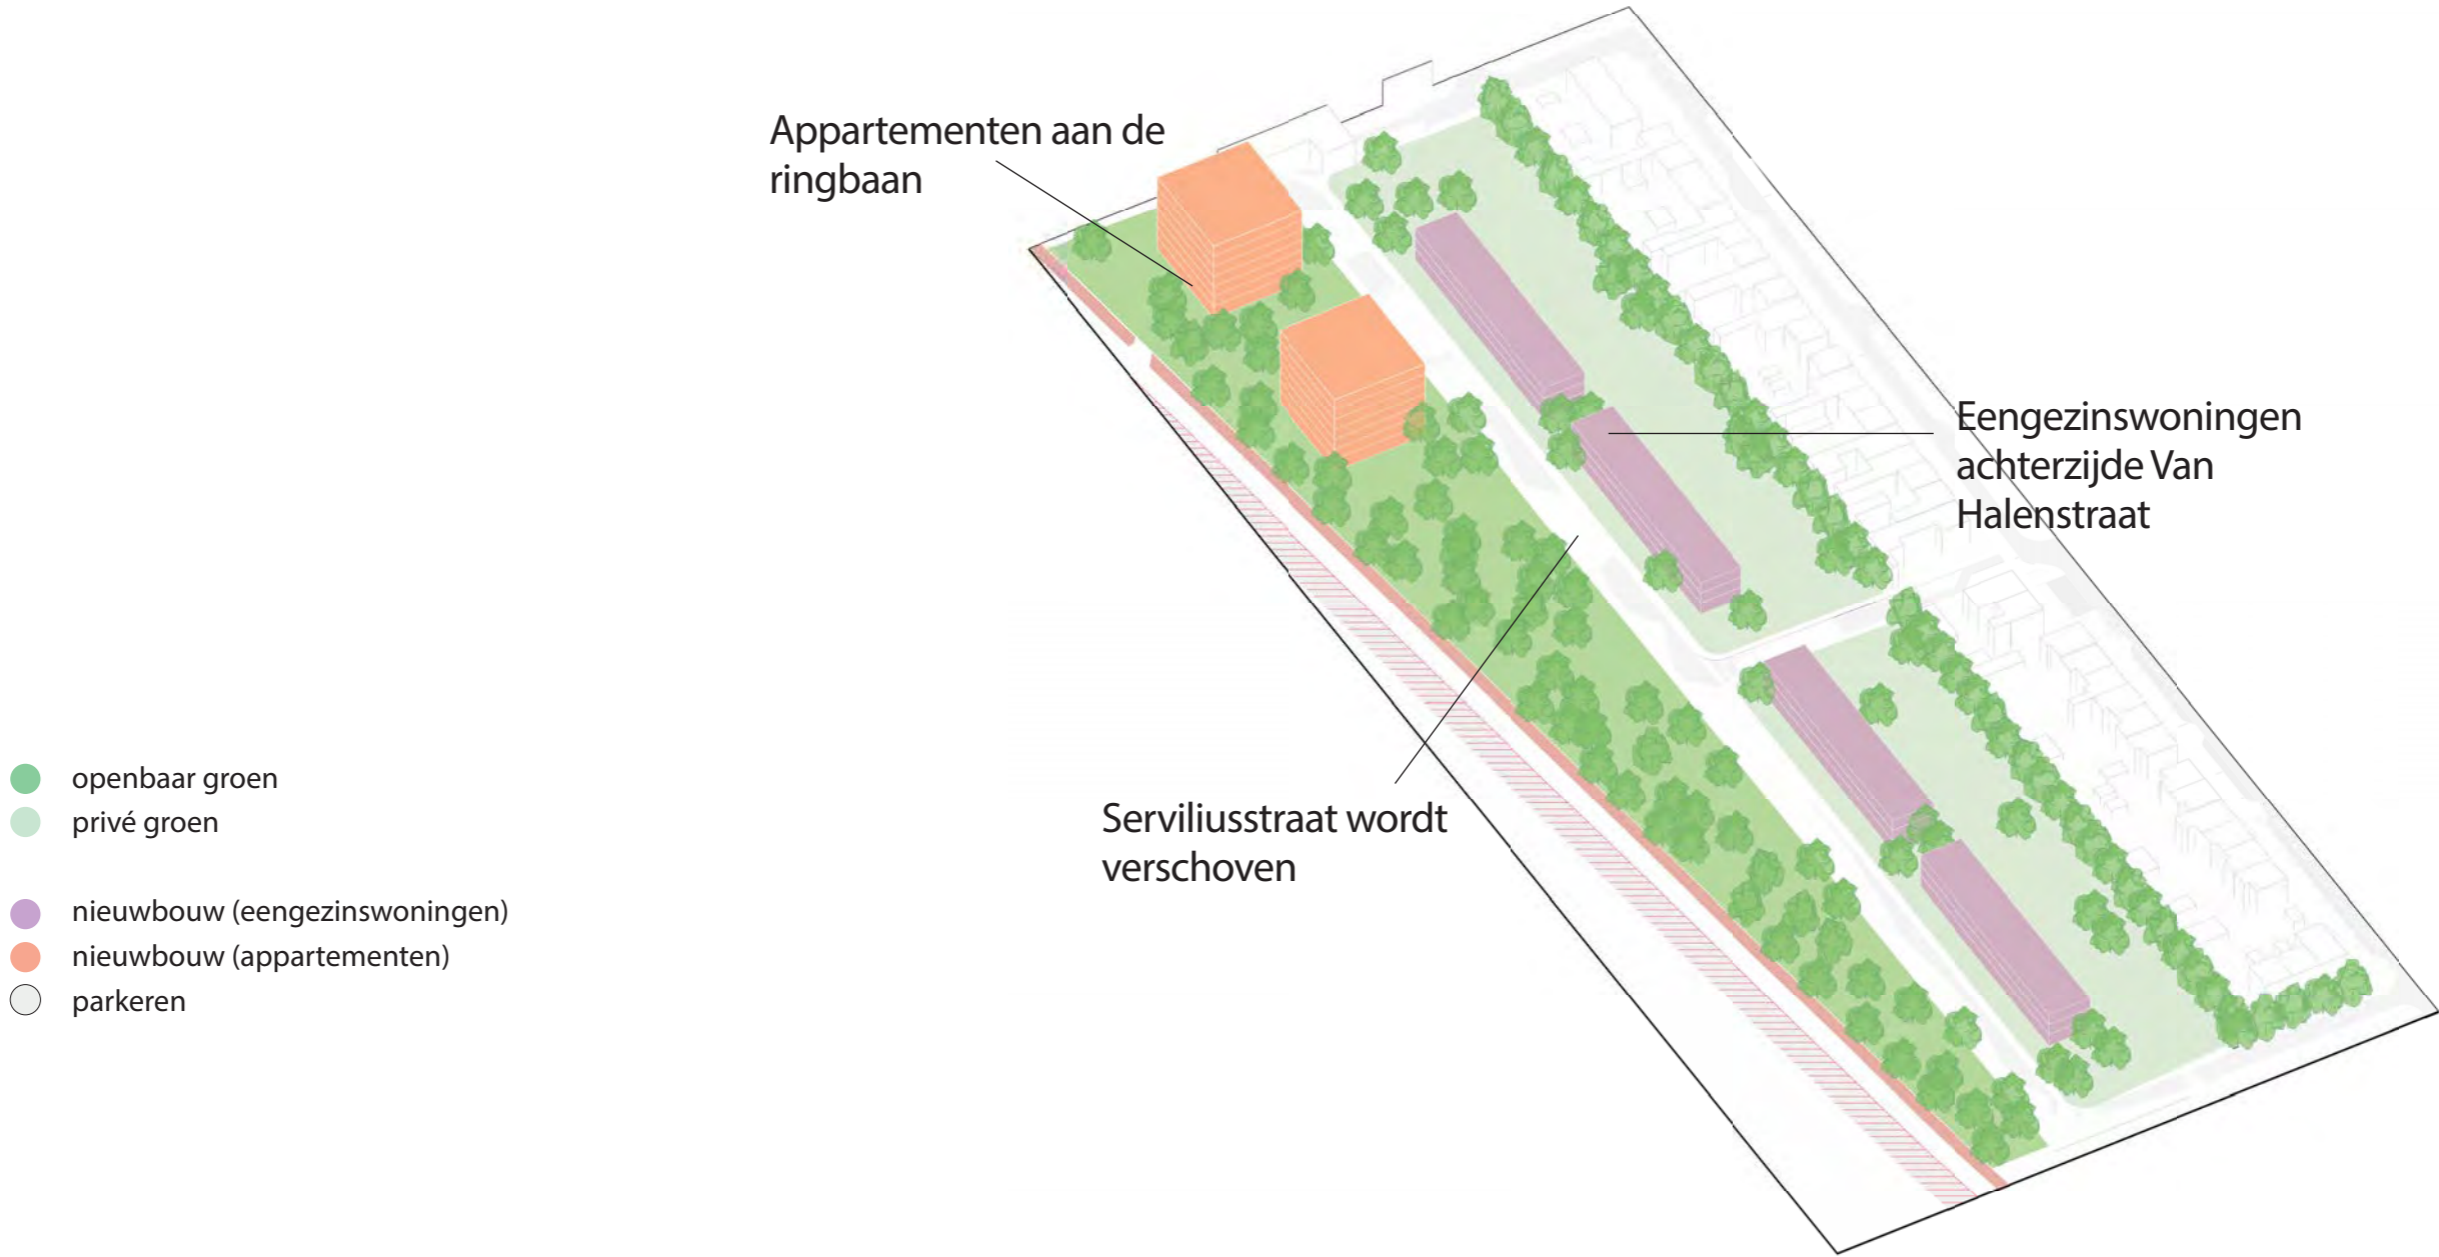 Appartementen aan de
ringbaan
Eengezinswoningen
achterzijde Van
Halenstraat
Serviliusstraat wordt
verschoven
openbaar groen
privé groen
nieuwbouw (eengezinswoningen)
nieuwbouw (appartementen)
parkeren